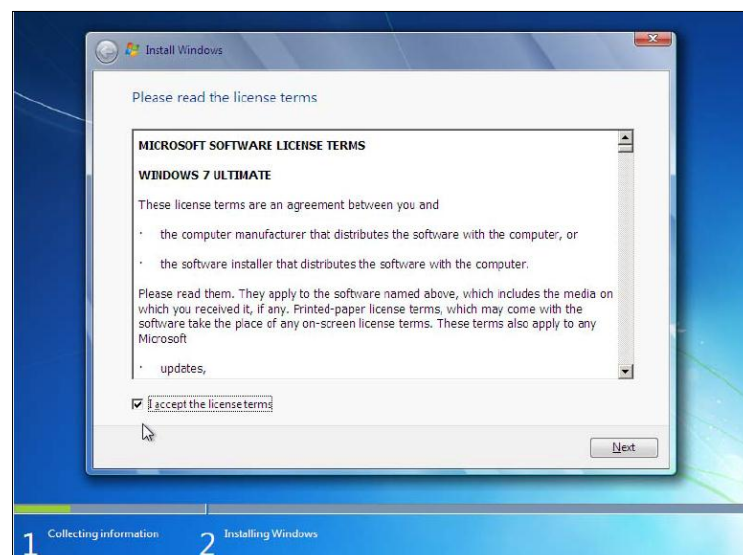 Install Windows
Please read the license terms
MICROSOFT SOFTWARE LICENSE TERMS
WINDOWS 7 ULTIMATE
These license terms are an agreement between you and
· the computer manufacturer that distributes the software with the computer, or
· the software installer that distributes the software with the computer.
Please read them. They apply to the software named above, which includes the media on
which you received it, if any. Printed-paper license terms, which may come with the
software take the place of any on-screen license terms. These terms also apply to any
Microsoft
· updates,
I accept the license terms
Next
1 Collecting information 2 Installing Windows